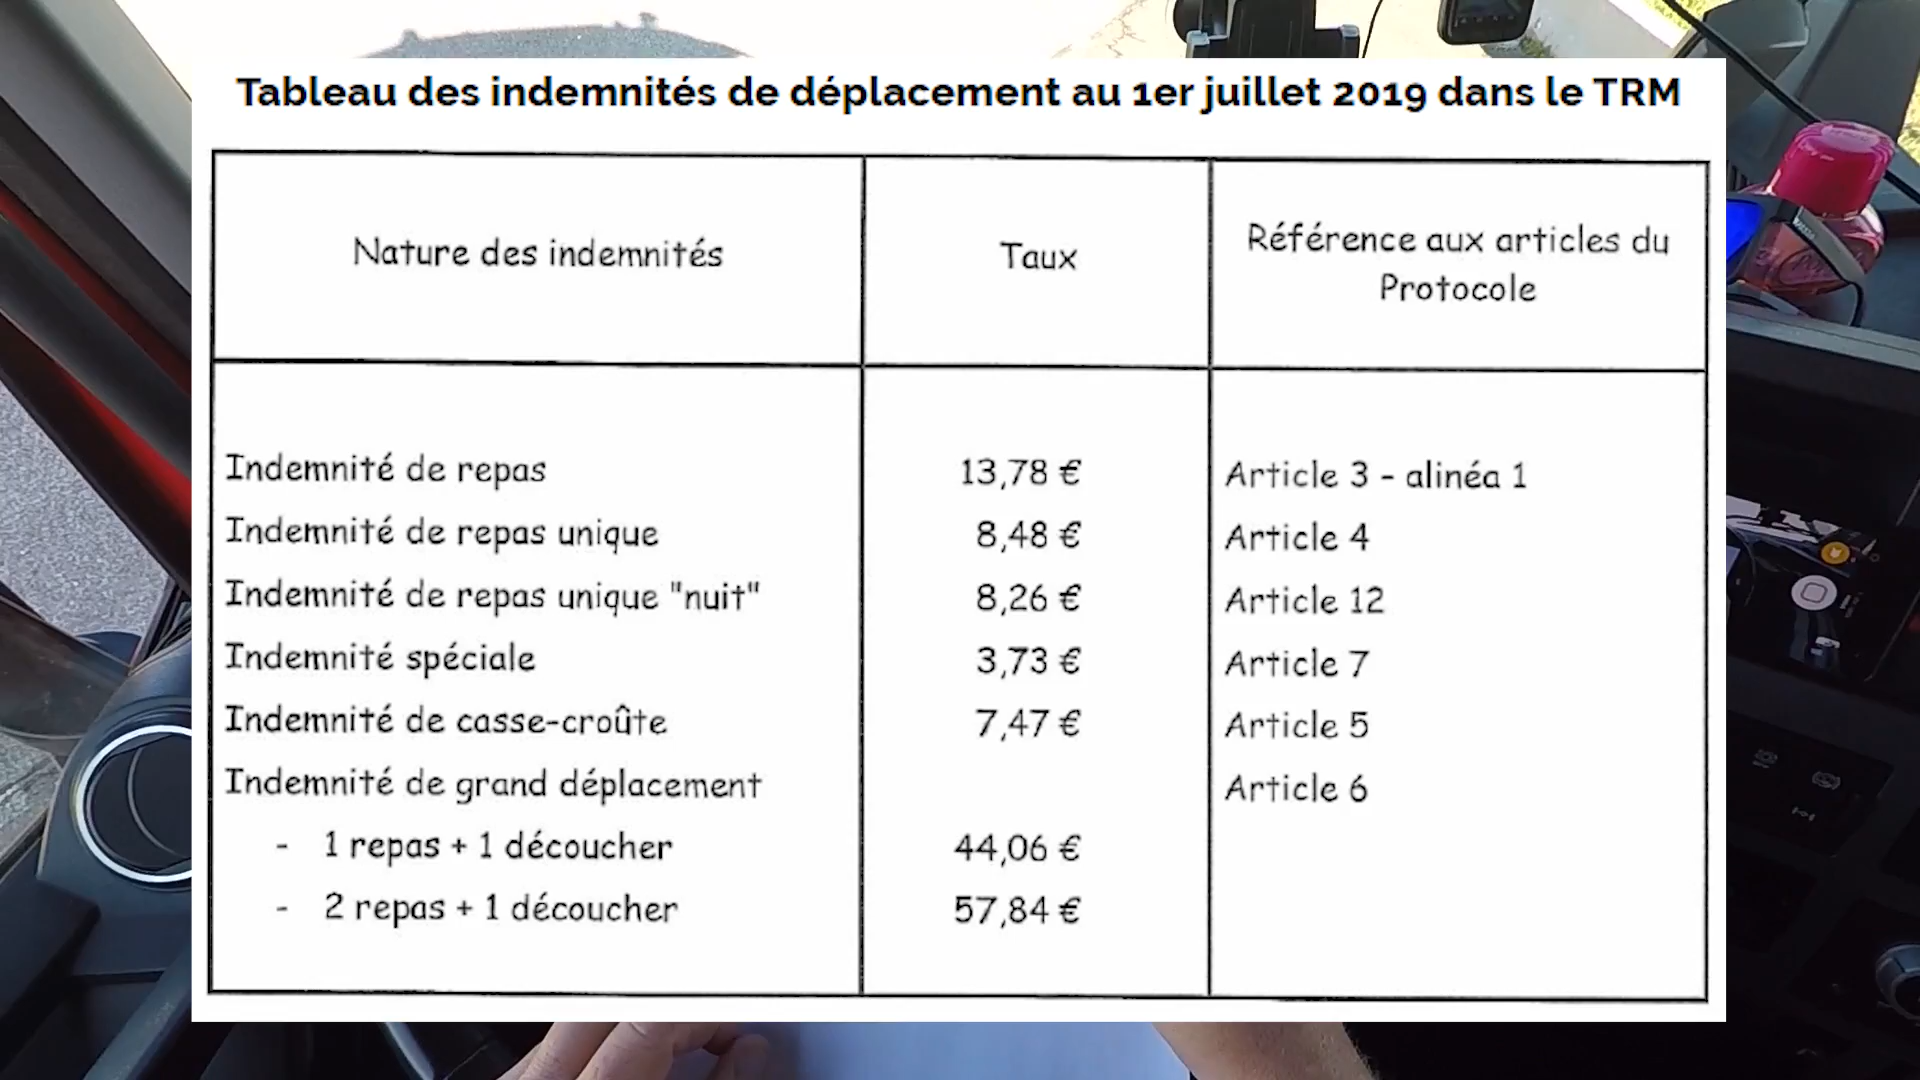 Tableau des indemnités de déplacement au 1er juillet 2019 dans le TRM
Nature des indemnités
Taux
Référence aux articles du
Protocole
Indemnité de repas 13,78 € Article 3 - alinéa 1
Indemnité de repas unique 8,48 € Article 4
Indemnité de repas unique "nuit" 8,26 € Article 12
Indemnité spéciale 3,73 € Article 7
Indemnité de casse-croûte 7,47 € Article 5
Indemnité de grand déplacement Article 6
- 1 repas + 1 découcher 44,06 €
- 2 repas + 1 découcher 57,84 €